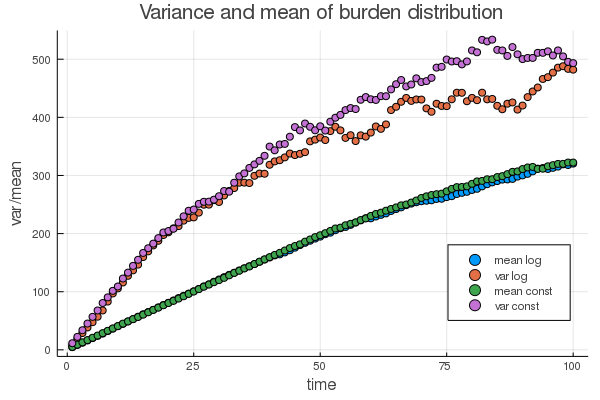 Variance and mean of burden distribution
500
400
300
200
100
0
var/mean
mean log
var log
mean const
var const
0 25 50 75 100
time